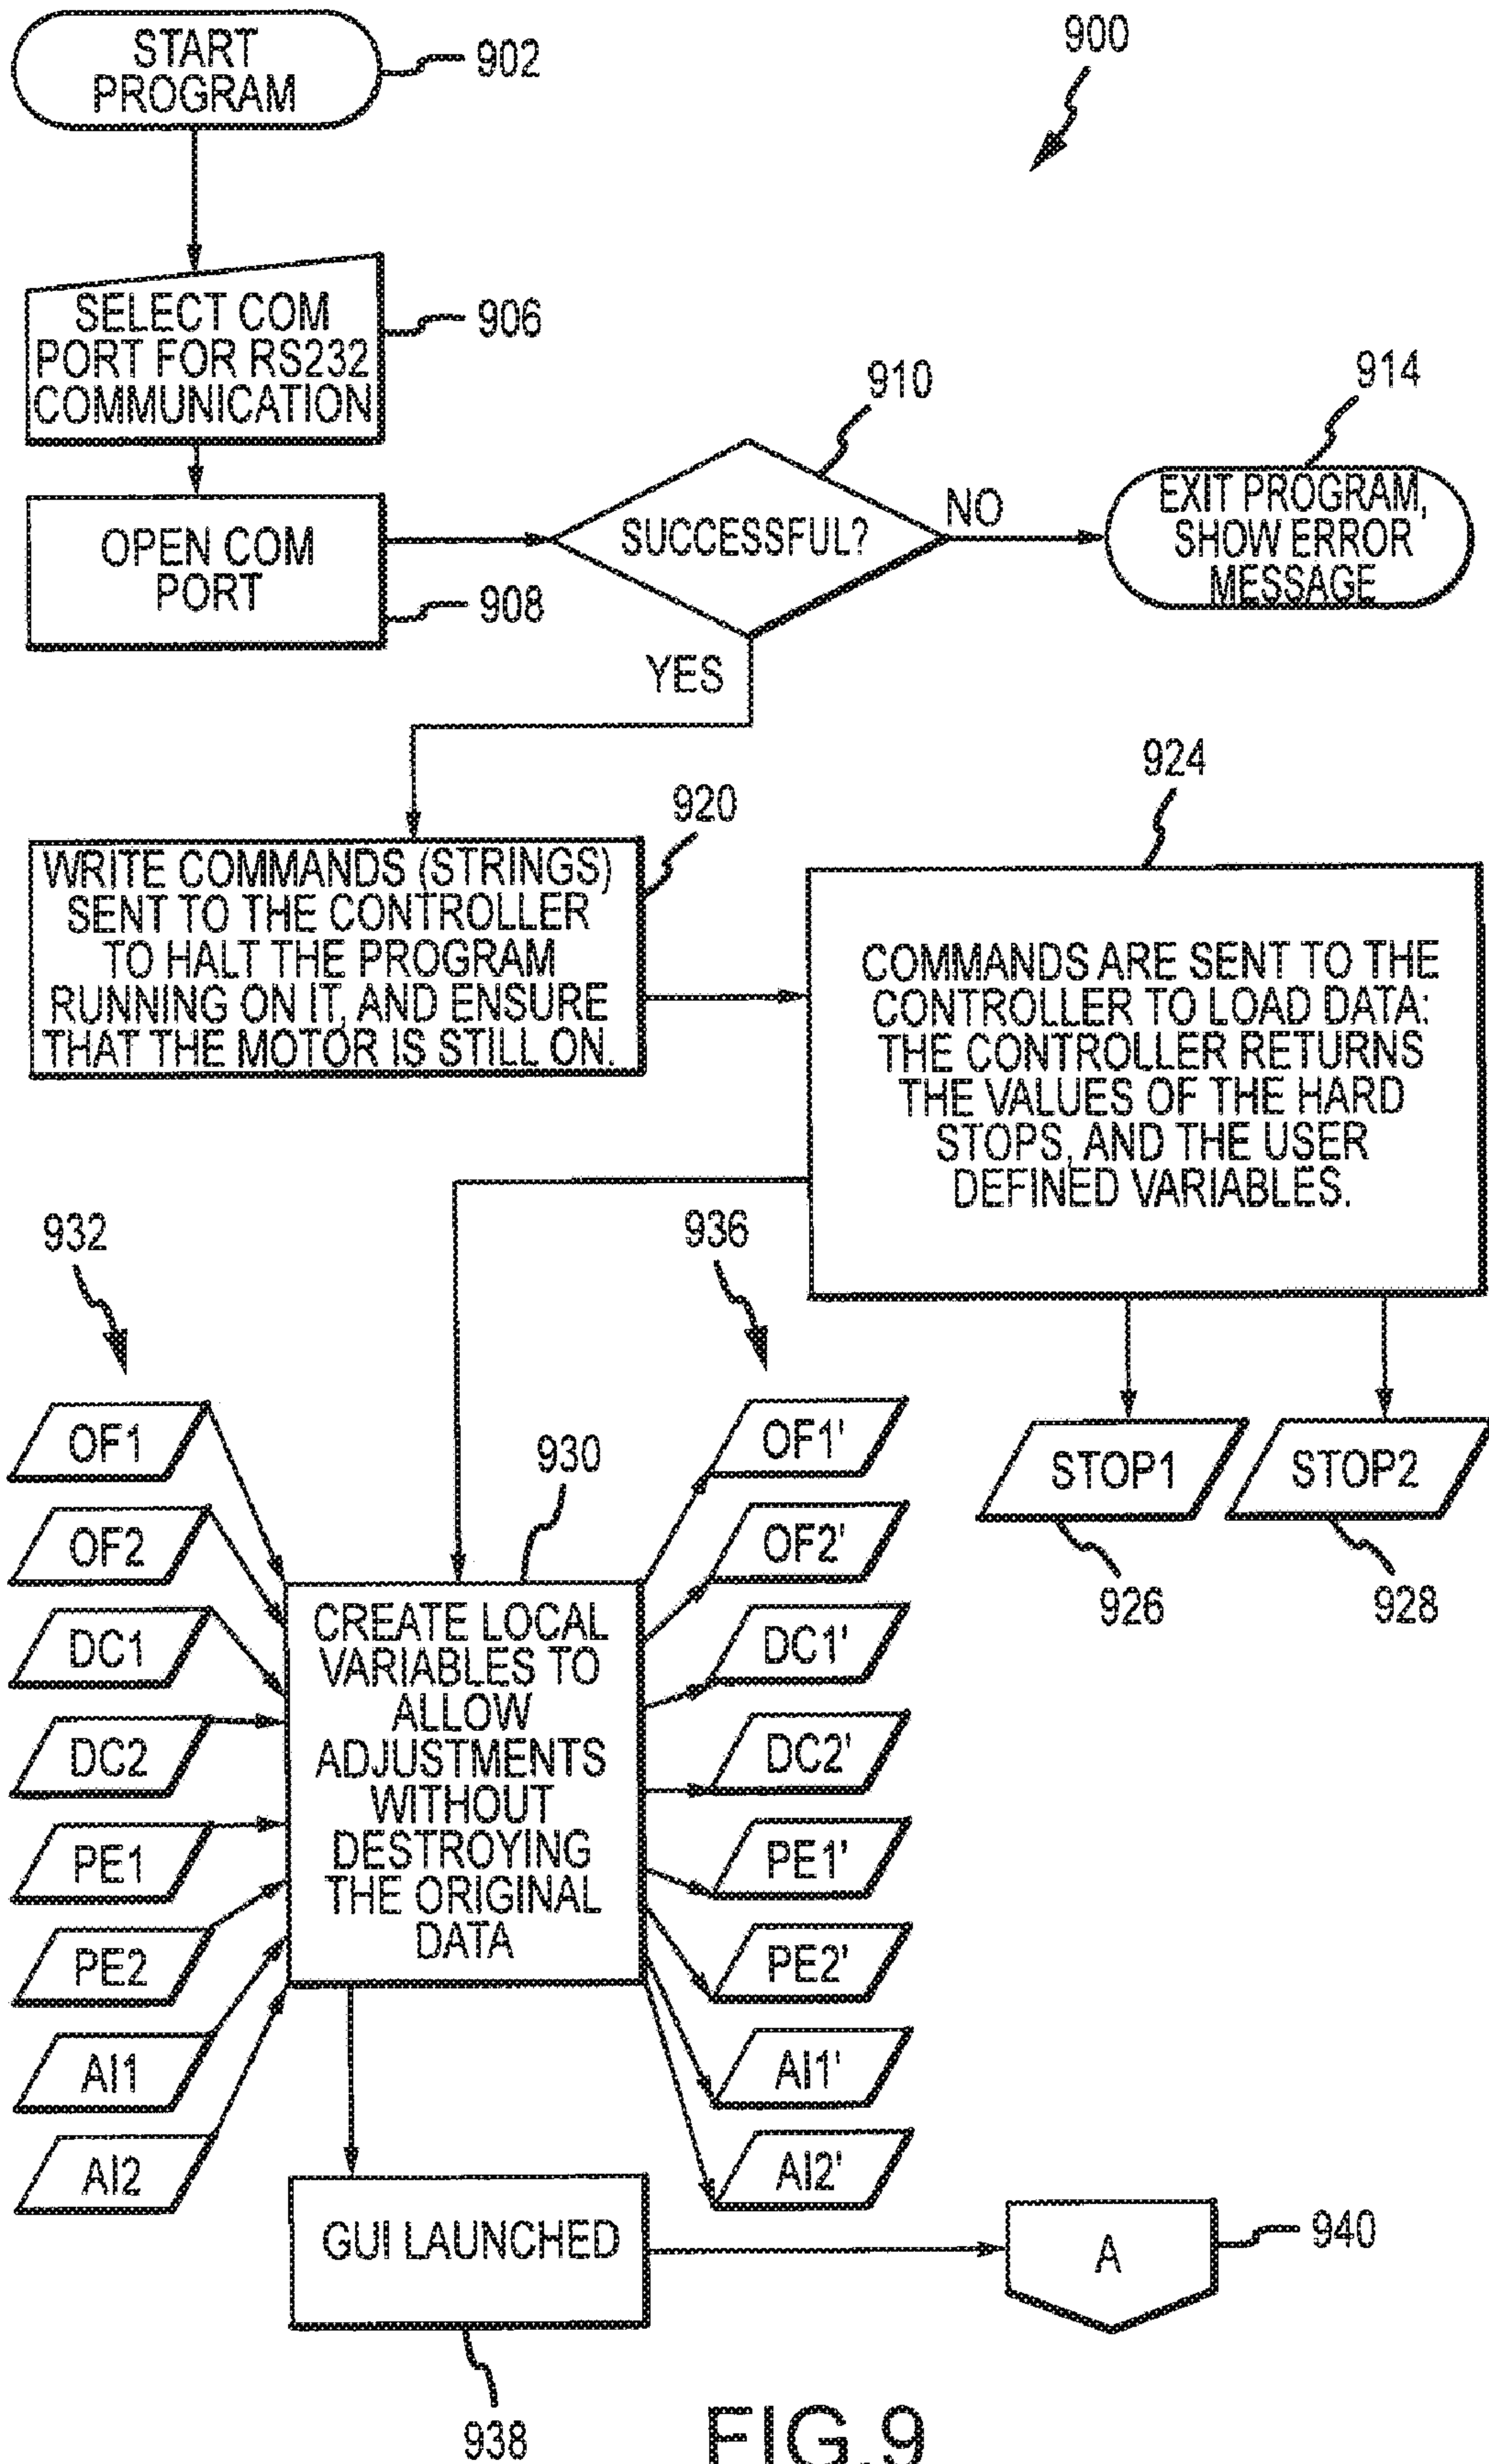 START
PROGRAM
902
900
SELECT COM
PORT FOR RS232
COMMUNICATION
906
OPEN COM
PORT
908
910
SUCCESSFUL?
NO
YES
914
EXIT PROGRAM,
SHOW ERROR
MESSAGE
920
WRITE COMMANDS (STRINGS)
SENT TO THE CONTROLLER
TO HALT THE PROGRAM
RUNNING ON IT, AND ENSURE
THAT THE MOTOR IS STILL ON.
924
COMMANDS ARE SENT TO THE
CONTROLLER TO LOAD DATA:
THE CONTROLLER RETURNS
THE VALUES OF THE HARD
STOPS, AND THE USER
DEFINED VARIABLES.
STOP1
STOP2
926
928
932
936
OF1
OF2
DC1
DC2
PE1
PE2
AI1
AI2
930
CREATE LOCAL
VARIABLES TO
ALLOW
ADJUSTMENTS
WITHOUT
DESTROYING
THE ORIGINAL
DATA
OF1'
OF2'
DC1'
DC2'
PE1'
PE2'
AI1'
AI2'
GUI LAUNCHED
938
A
940
FIG.9